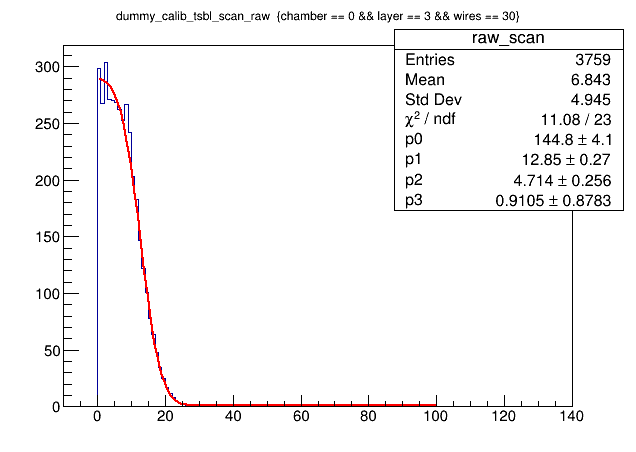 dummy_calib_tsbl_scan_raw {chamber == 0 && layer == 3 && wires == 30}
raw_scan
Entries 3759
Mean 6.843
Std Dev 4.945
χ² / ndf 11.08 / 23
p0 144.8 ± 4.1
p1 12.85 ± 0.27
p2 4.714 ± 0.256
p3 0.9105 ± 0.8783
300
250
200
150
100
50
0
0 20 40 60 80 100 120 140